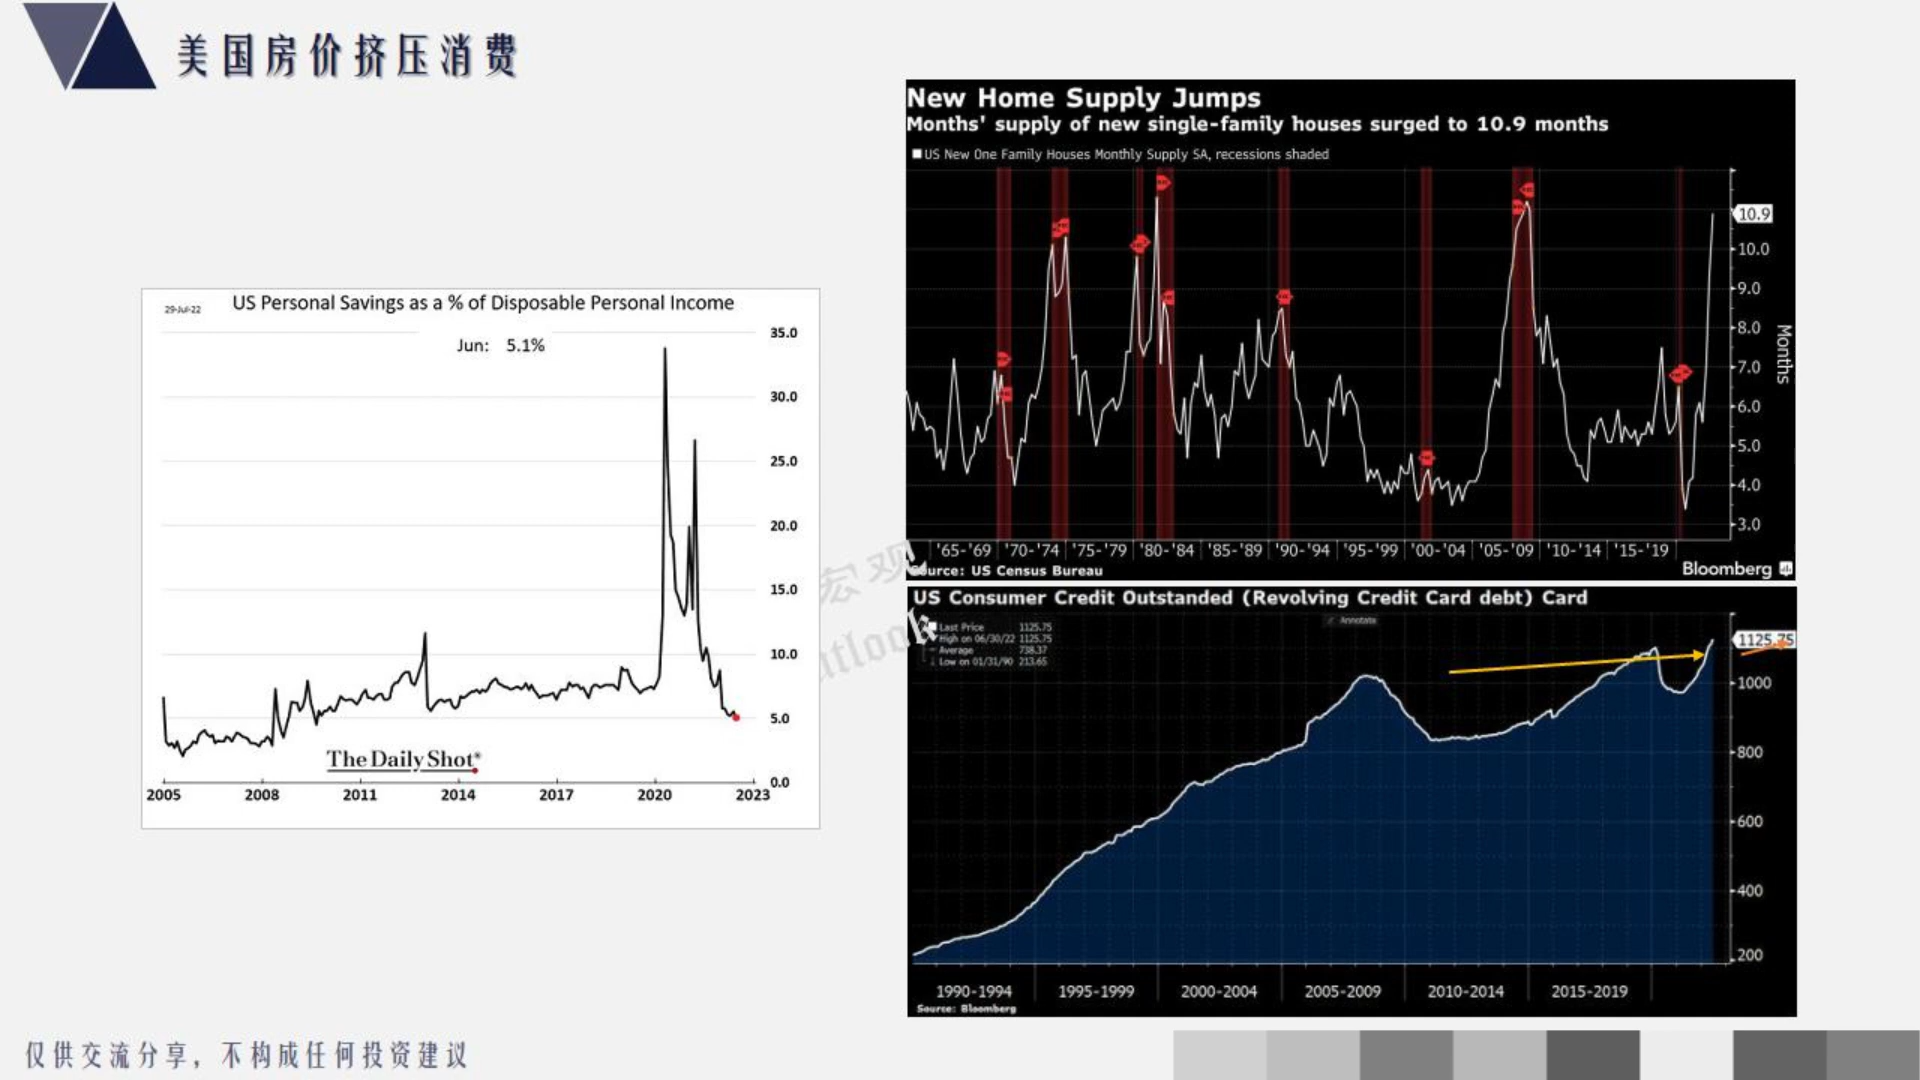 美国房价挤压消费
29-Jul-22
US Personal Savings as a % of Disposable Personal Income
Jun: 5.1%
35.0
30.0
25.0
20.0
15.0
10.0
5.0
0.0
The Daily Shot
2005 2008 2011 2014 2017 2020 2023
New Home Supply Jumps
Months' supply of new single-family houses surged to 10.9 months
US New One Family Houses Monthly Supply SA, recessions shaded
10.9
10.0
9.0
8.0
7.0
6.0
5.0
4.0
3.0
Months
'65-'69 '70-'74 '75-'79 '80-'84 '85-'89 '90-'94 '95-'99 '00-'04 '05-'09 '10-'14 '15-'19
Source: US Census Bureau
Bloomberg
宏观
outlook
US Consumer Credit Outstanded (Revolving Credit Card debt) Card
Annotate
Last Price 1125.75
High on 06/30/22 1125.75
Average 738.37
Low on 01/31/90 213.65
1125.75
1000
800
600
400
200
1990-1994 1995-1999 2000-2004 2005-2009 2010-2014 2015-2019
Source: Bloomberg
仅供交流分享，不构成任何投资建议